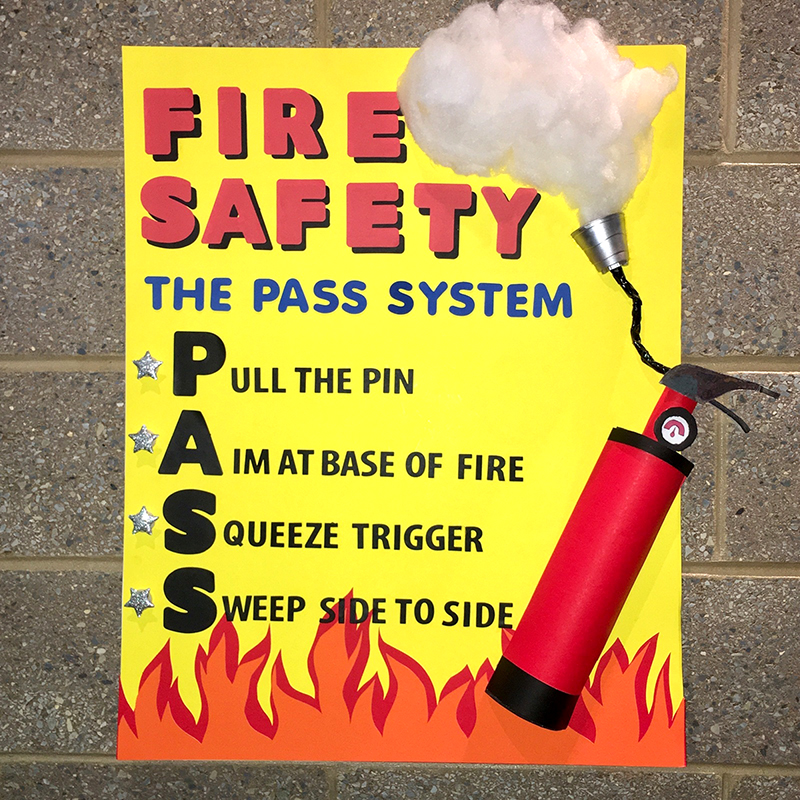 FIRE
SAFETY
THE PASS SYSTEM
PULL THE PIN
AIM AT BASE OF FIRE
SQUEEZE TRIGGER
SWEEP SIDE TO SIDE